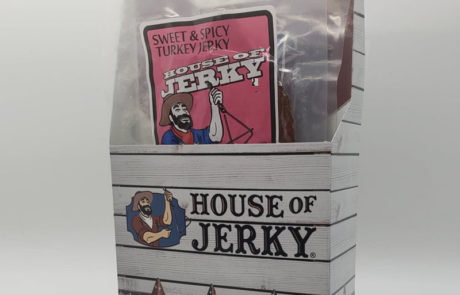 SWEET & SPICY
TURKEY JERKY
HOUSE OF
JERKY
HOUSE OF
JERKY®